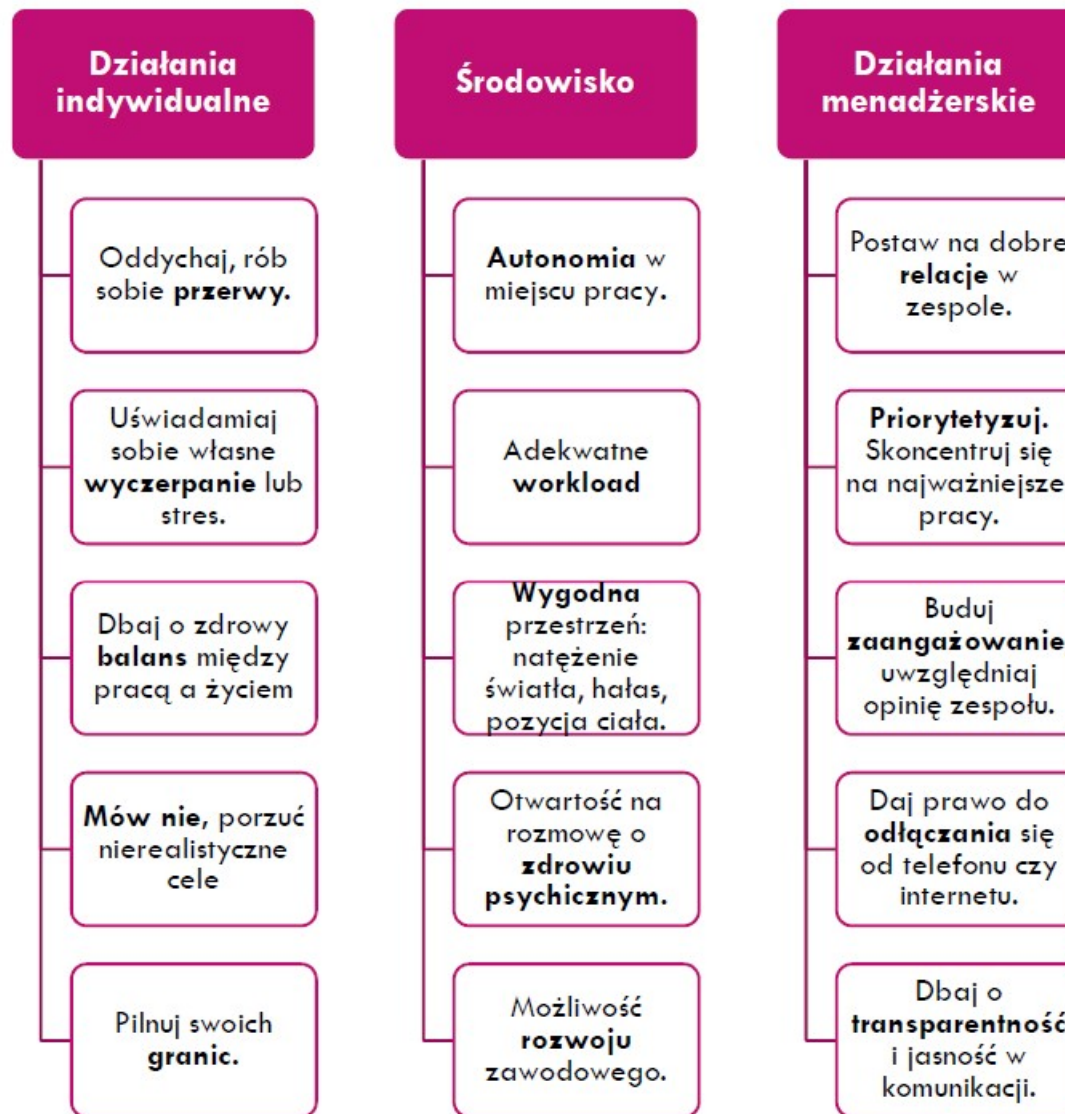 Działania
indywidualne
Oddychaj, rób
sobie przerwy.
Uświadamiaj
sobie własne
wyczerpanie lub
stres.
Dbaj o zdrowy
balans między
pracą a życiem
Mów nie, porzuć
nierealistyczne
cele
Pilnuj swoich
granic.
Środowisko
Autonomia w
miejscu pracy.
Adekwatne
workload
Wygodna
przestrzeń:
natężenie
światła, hałas,
pozycja ciała.
Otwartość na
rozmowę o
zdrowiu
psychicznym.
Możliwość
rozwoju
zawodowego.
Działania
menadżerskie
Postaw na dobre
relacje w
zespole.
Priorytetyzuj.
Skoncentruj się
na najważniejsze
pracy.
Buduj
zaangażowanie
uwzględniaj
opinię zespołu.
Daj prawo do
odłączania się
od telefonu czy
internetu.
Dbaj o
transparentność
i jasność w
komunikacji.